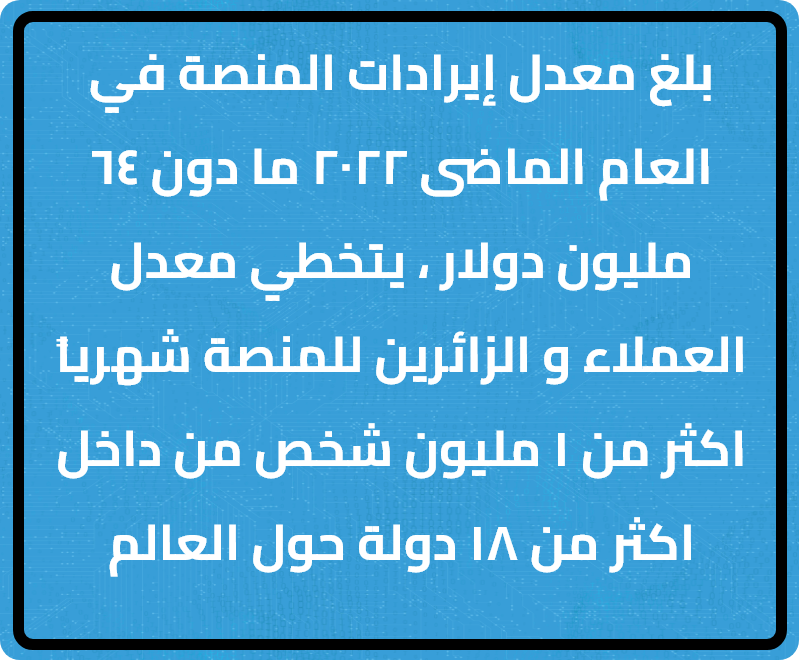 بلغ معدل إيرادات المنصة في
العام الماضى ٢٠٢٢ ما دون ٦٤
مليون دولار ، يتخطي معدل
العملاء و الزائرين للمنصة شهرياً
اكثر من ١ مليون شخص من داخل
اكثر من ١٨ دولة حول العالم